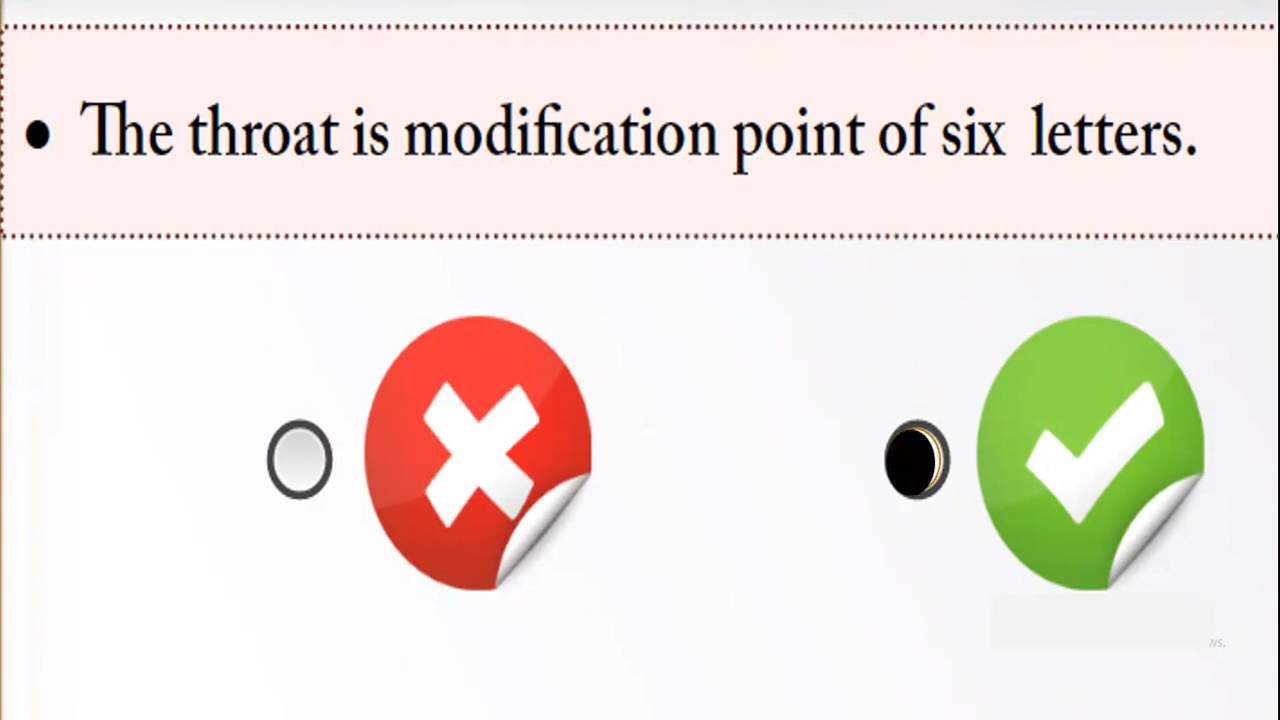 • The throat is modification point of six letters.